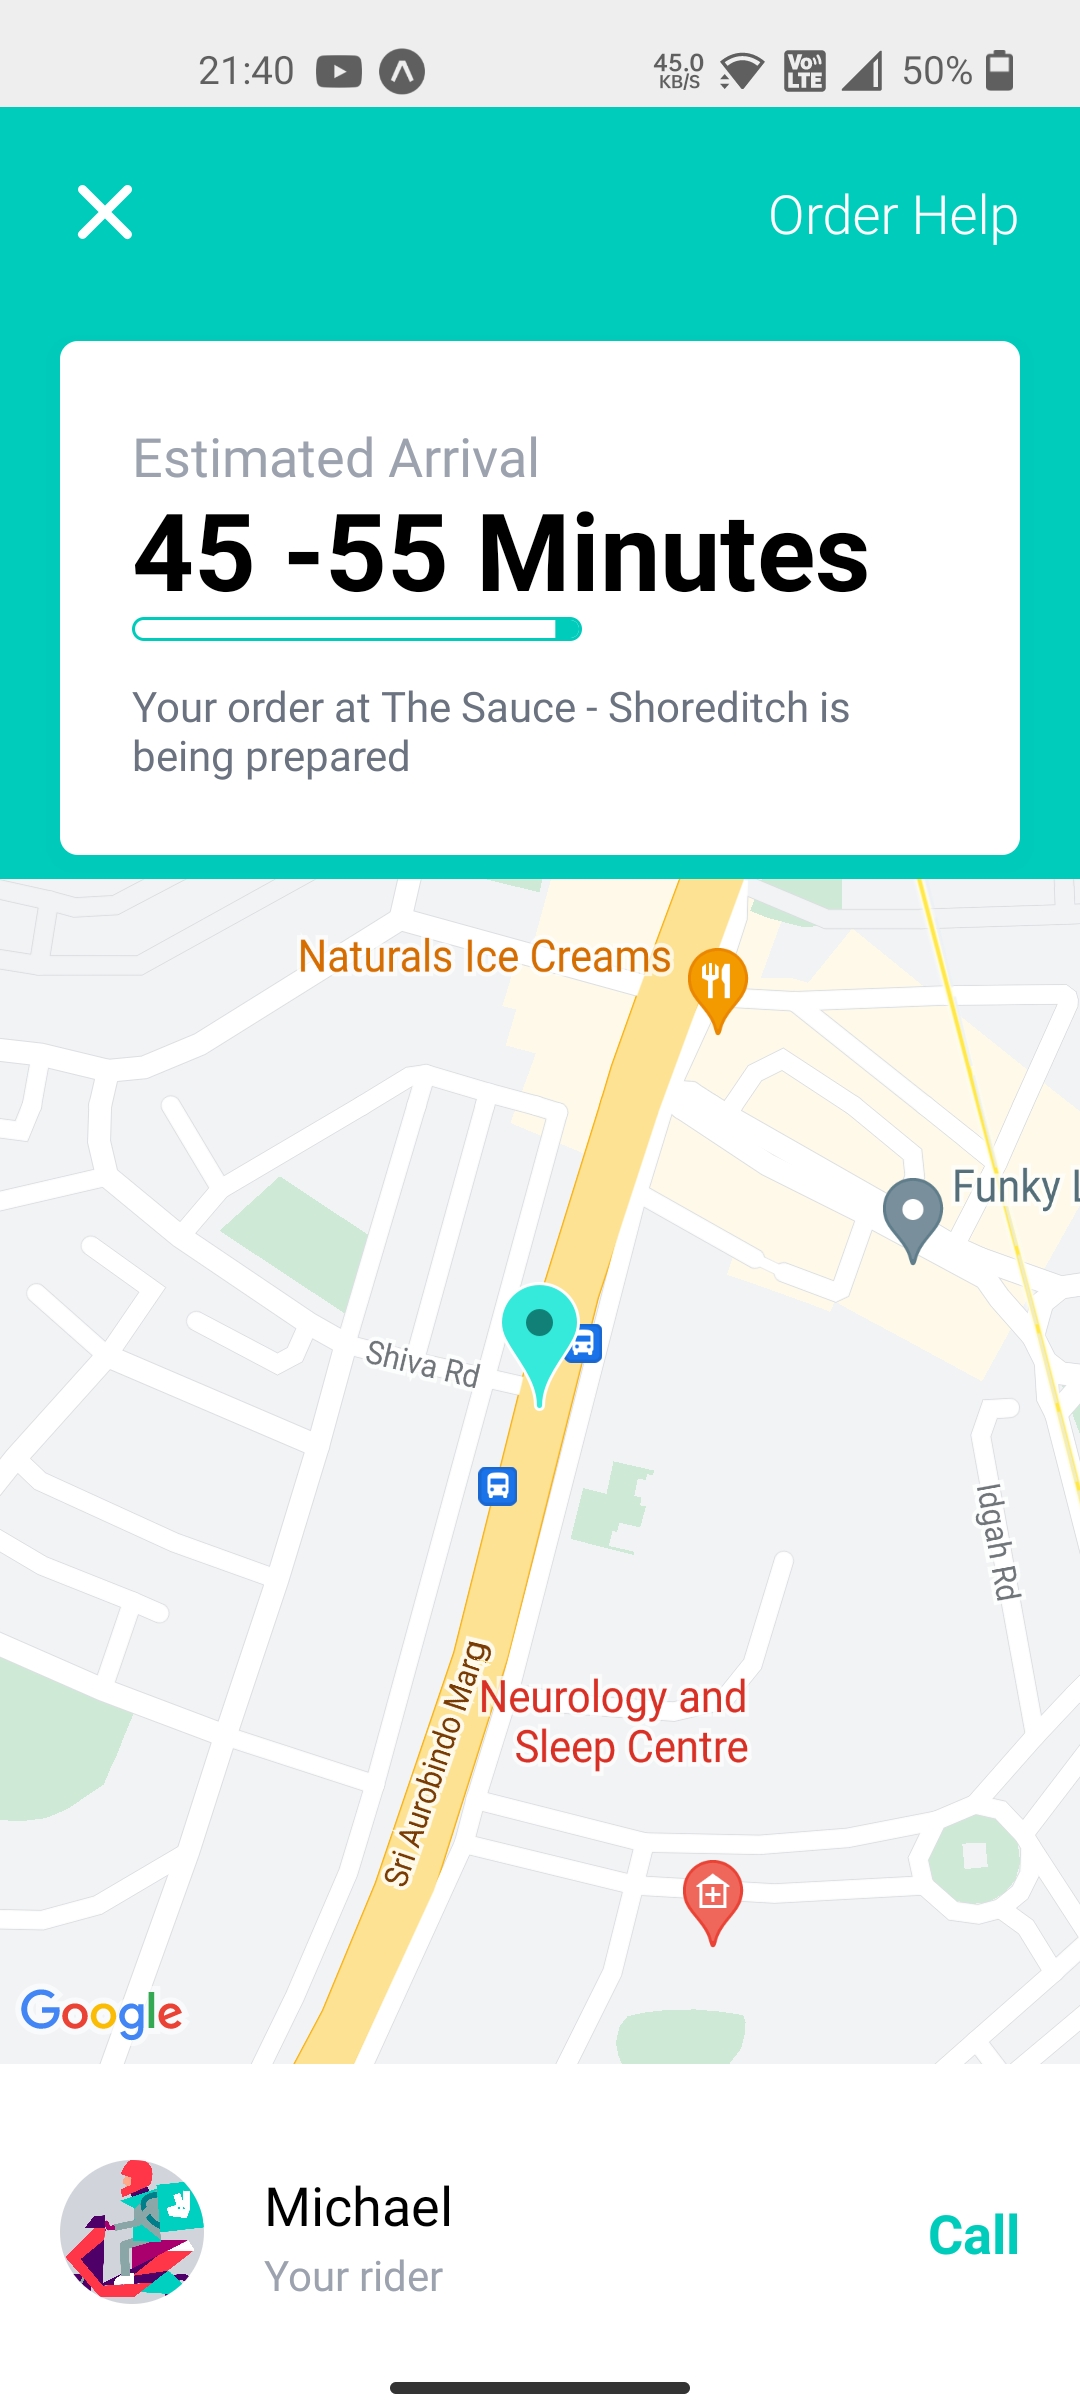 21:40
45.0
KB/S
Vo))
LTE
50%
Order Help
Estimated Arrival
45 -55 Minutes
Your order at The Sauce - Shoreditch is
being prepared
Naturals Ice Creams
Funky L
Shiva Rd
Idgah Rd
Sri Aurobindo Marg
Neurology and
Sleep Centre
Google
Michael
Your rider
Call